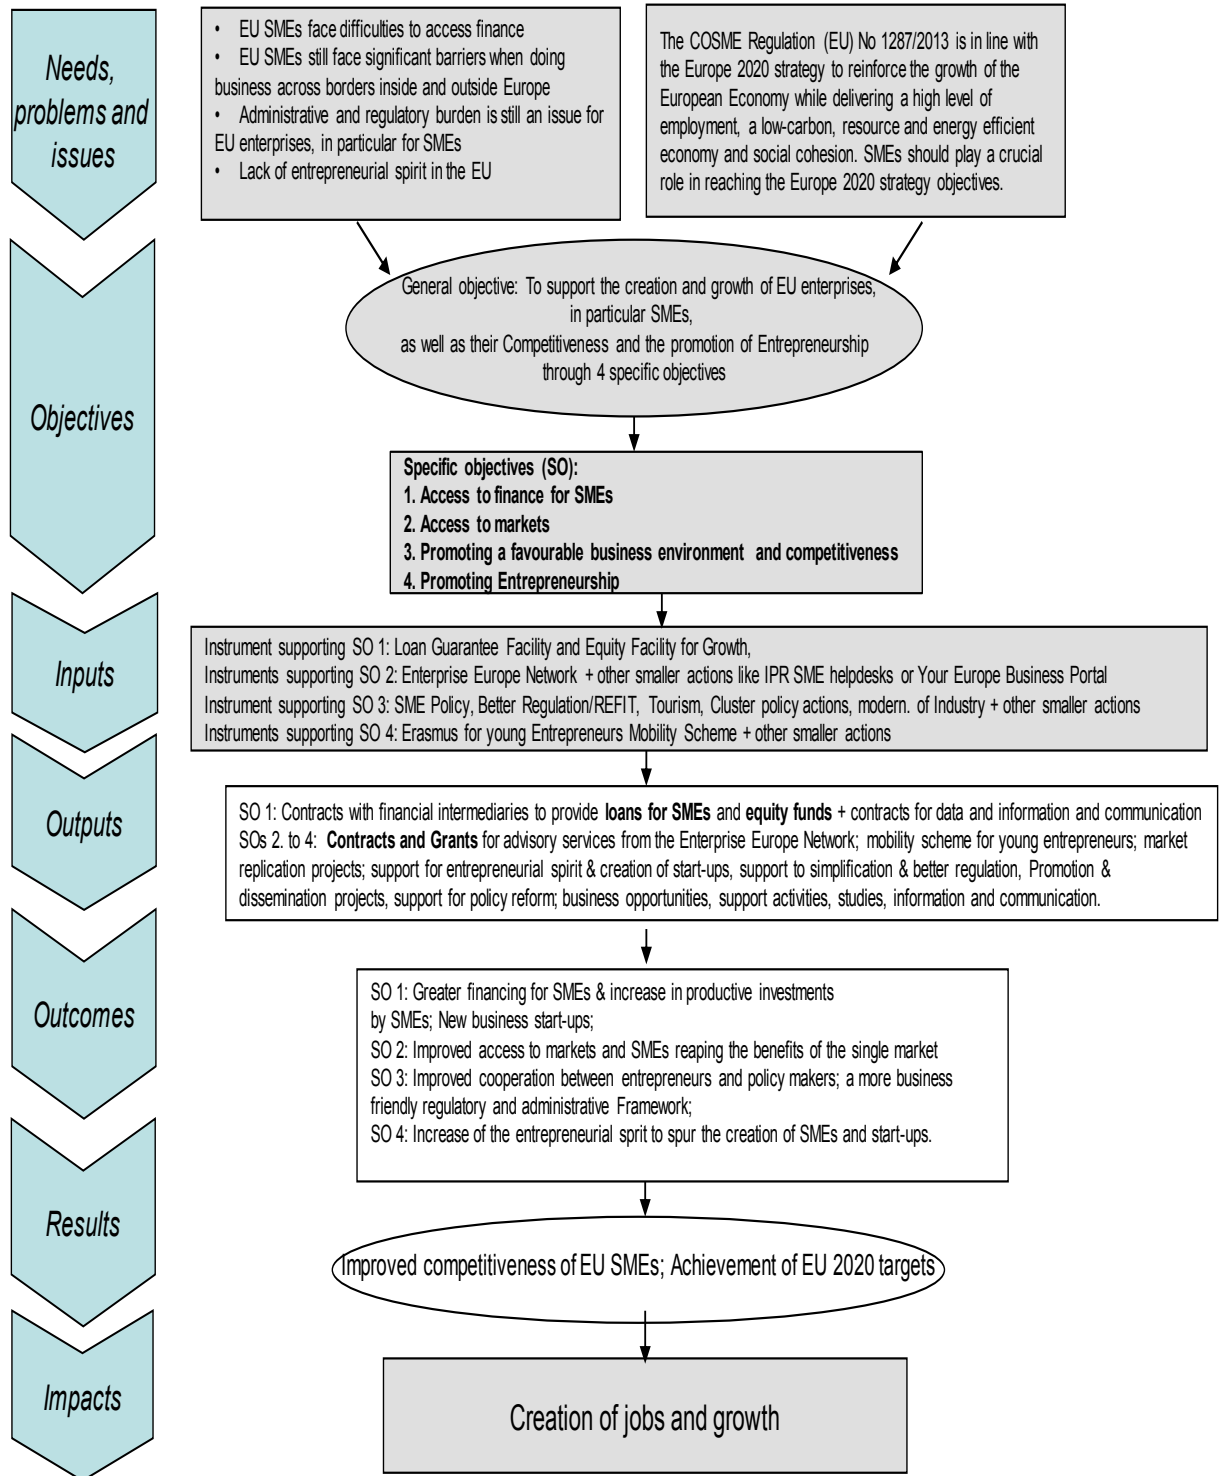 Needs,
problems and
issues
• EU SMEs face difficulties to access finance
• EU SMEs still face significant barriers when doing
business across borders inside and outside Europe
• Administrative and regulatory burden is still an issue for
EU enterprises, in particular for SMEs
• Lack of entrepreneurial spirit in the EU
The COSME Regulation (EU) No 1287/2013 is in line with
the Europe 2020 strategy to reinforce the growth of the
European Economy while delivering a high level of
employment, a low-carbon, resource and energy efficient
economy and social cohesion. SMEs should play a crucial
role in reaching the Europe 2020 strategy objectives.
Objectives
General objective: To support the creation and growth of EU enterprises,
in particular SMEs,
as well as their Competitiveness and the promotion of Entrepreneurship
through 4 specific objectives
Specific objectives (SO):
1. Access to finance for SMEs
2. Access to markets
3. Promoting a favourable business environment and competitiveness
4. Promoting Entrepreneurship
Inputs
Instrument supporting SO 1: Loan Guarantee Facility and Equity Facility for Growth,
Instruments supporting SO 2: Enterprise Europe Network + other smaller actions like IPR SME helpdesks or Your Europe Business Portal
Instrument supporting SO 3: SME Policy, Better Regulation/REFIT, Tourism, Cluster policy actions, modern. of Industry + other smaller actions
Instruments supporting SO 4: Erasmus for young Entrepreneurs Mobility Scheme + other smaller actions
Outputs
SO 1: Contracts with financial intermediaries to provide loans for SMEs and equity funds + contracts for data and information and communication
SOs 2. to 4: Contracts and Grants for advisory services from the Enterprise Europe Network; mobility scheme for young entrepreneurs; market
replication projects; support for entrepreneurial spirit & creation of start-ups, support to simplification & better regulation, Promotion &
dissemination projects, support for policy reform; business opportunities, support activities, studies, information and communication.
Outcomes
SO 1: Greater financing for SMEs & increase in productive investments
by SMEs; New business start-ups;
SO 2: Improved access to markets and SMEs reaping the benefits of the single market
SO 3: Improved cooperation between entrepreneurs and policy makers; a more business
friendly regulatory and administrative Framework;
SO 4: Increase of the entrepreneurial sprit to spur the creation of SMEs and start-ups.
Results
Improved competitiveness of EU SMEs; Achievement of EU 2020 targets
Impacts
Creation of jobs and growth